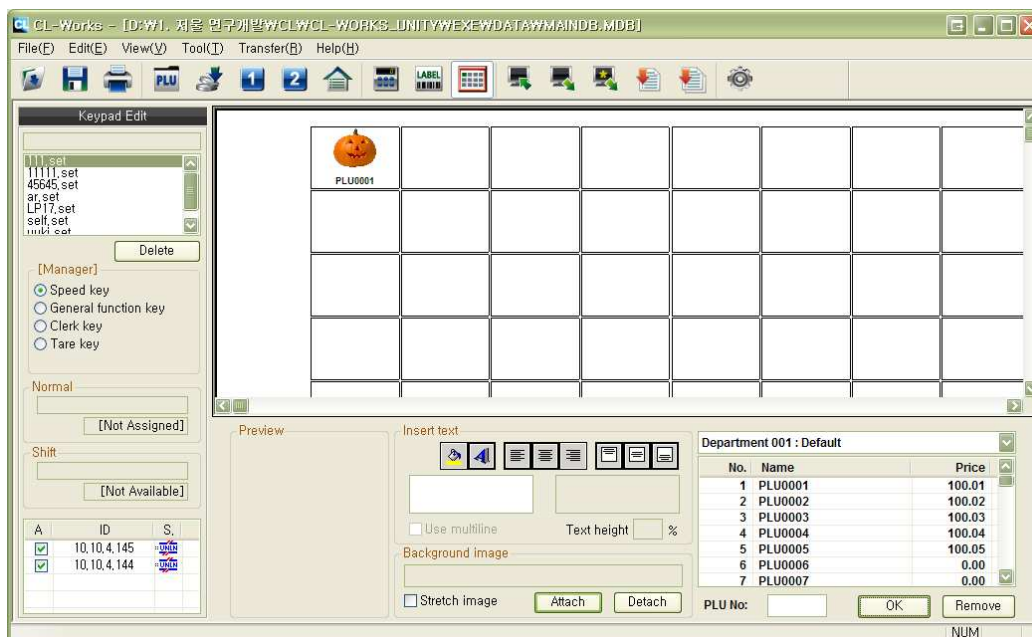 CL-Works - [D:₩1. 저울 연구개발₩CL₩CL-WORKS_UNITY₩EXE₩DATA₩MAINDB.MDB]
File(F) Edit(E) View(V) Tool(T) Transfer(R) Help(H)
PLU 1 2 LABEL
Keypad Edit
111.set
11111.set
45645.set
ar.set
LP17.set
self.set
uuki.set
Delete
[Manager]
Speed key
General function key
Clerk key
Tare key
Normal
[Not Assigned]
Shift
[Not Available]
A ID S.
10.10.4.145
10.10.4.144
PLU0001
Preview
Insert text
Use multiline Text height %
Background image
Stretch image Attach Detach
Department 001 : Default
No. Name Price
1 PLU0001 100.01
2 PLU0002 100.02
3 PLU0003 100.03
4 PLU0004 100.04
5 PLU0005 100.05
6 PLU0006 0.00
7 PLU0007 0.00
PLU No: OK Remove
NUM